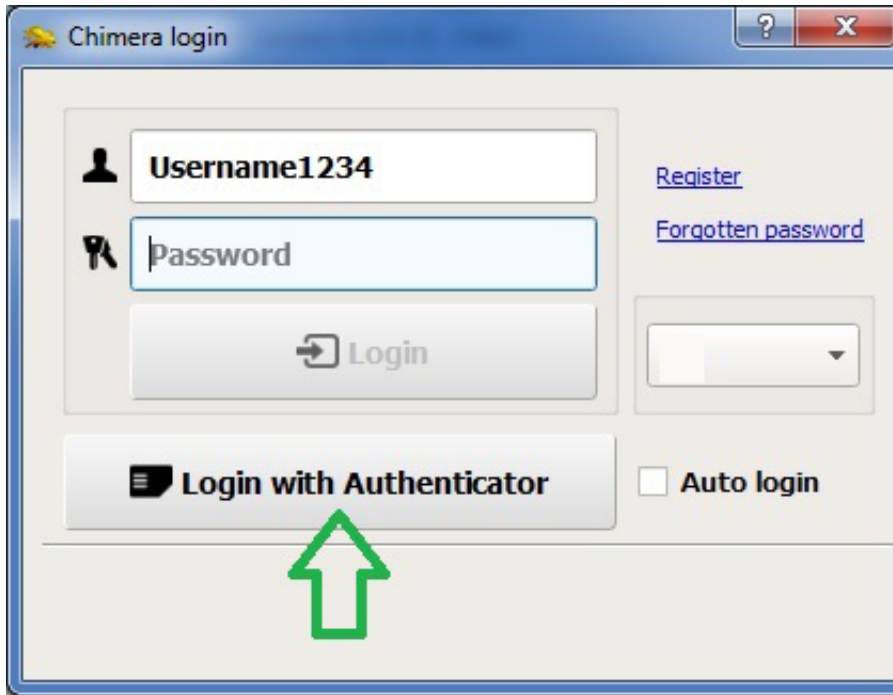 Chimera login
Username1234
Register
Password
Forgotten password
Login
Login with Authenticator
Auto login